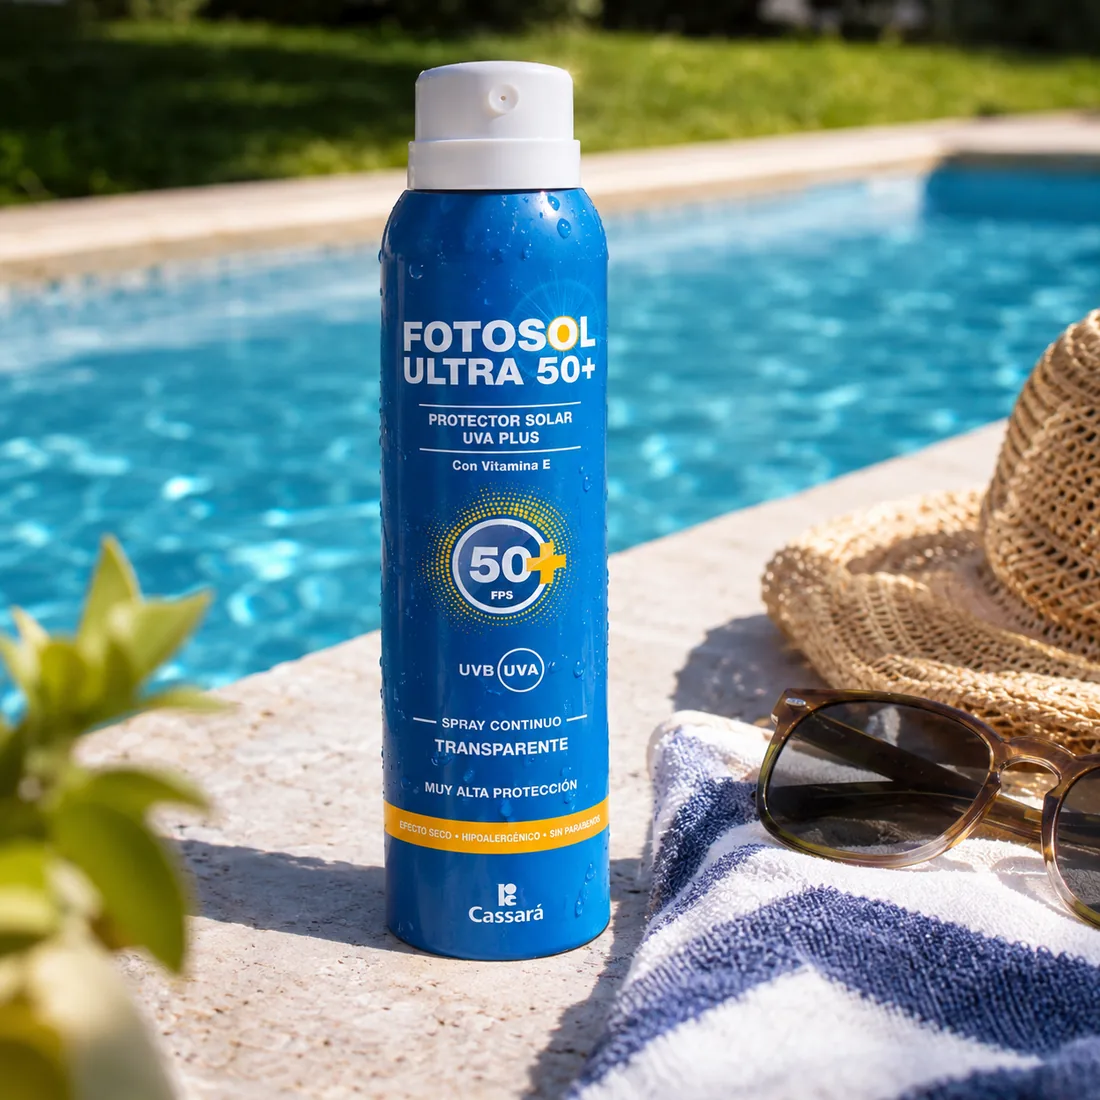 FOTOSOL
ULTRA 50+
PROTECTOR SOLAR
UVA PLUS
Con Vitamina E
50+
FPS
UVB UVA
SPRAY CONTINUO
TRANSPARENTE
MUY ALTA PROTECCIÓN
EFECTO SECO • HIPOALERGÉNICO • SIN PARABENOS
Cassará